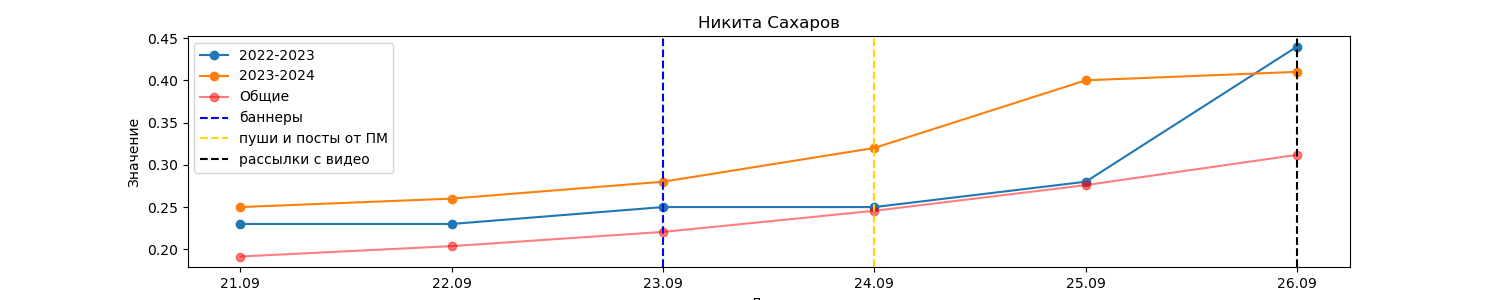 Никита Сахаров
0.45
0.40
0.35
0.30
0.25
0.20
Значение
2022-2023
2023-2024
Общие
баннеры
пуши и посты от ПМ
рассылки с видео
21.09
22.09
23.09
24.09
25.09
26.09